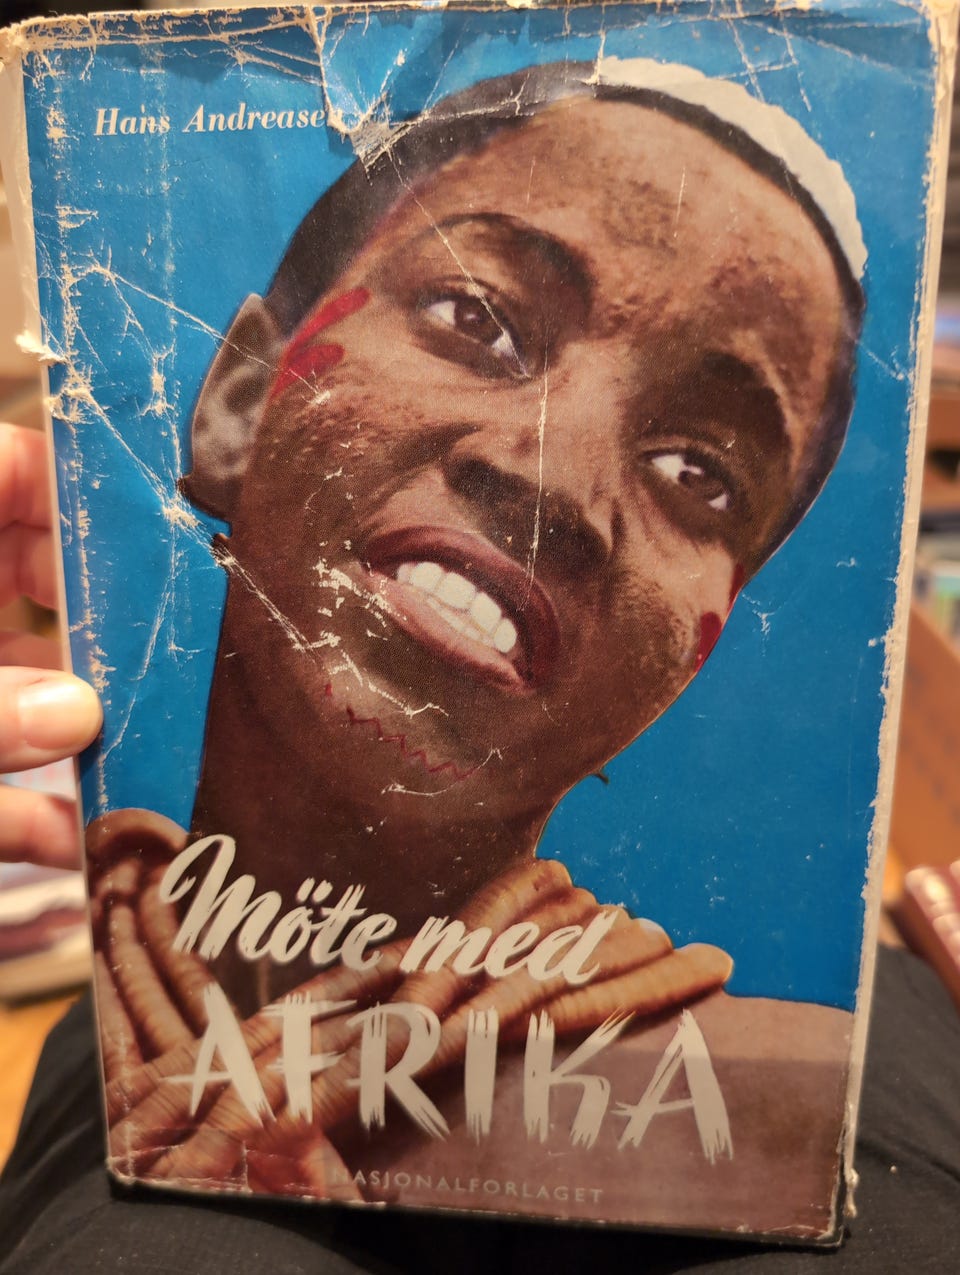 Hans Andreasen
Möte med
AFRIKA
NASJONALFORLAGET